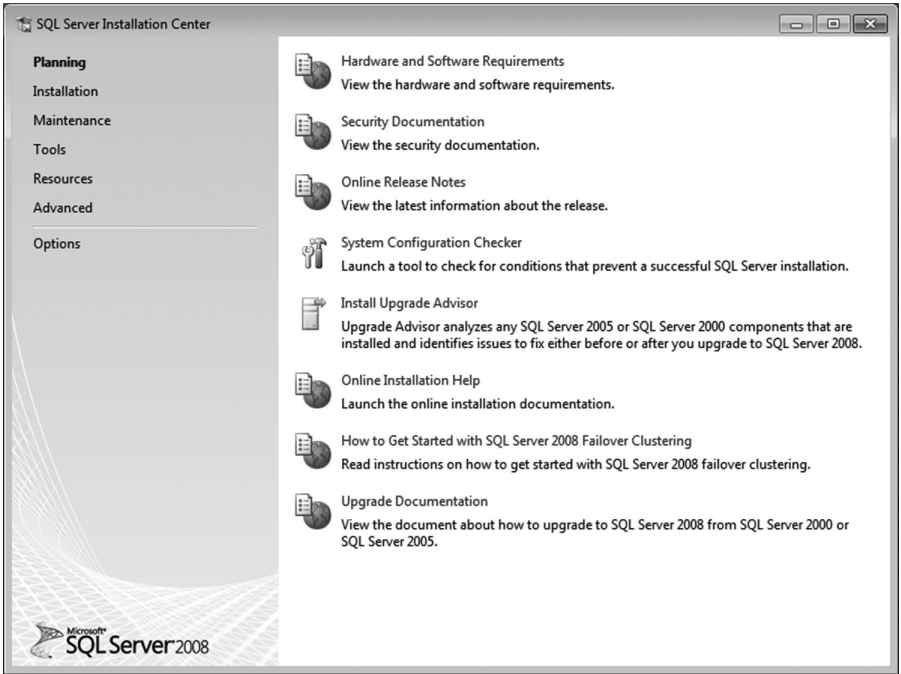 SQL Server Installation Center
Planning
Installation
Maintenance
Tools
Resources
Advanced
Options
Hardware and Software Requirements
View the hardware and software requirements.
Security Documentation
View the security documentation.
Online Release Notes
View the latest information about the release.
System Configuration Checker
Launch a tool to check for conditions that prevent a successful SQL Server installation.
Install Upgrade Advisor
Upgrade Advisor analyzes any SQL Server 2005 or SQL Server 2000 components that are
installed and identifies issues to fix either before or after you upgrade to SQL Server 2008.
Online Installation Help
Launch the online installation documentation.
How to Get Started with SQL Server 2008 Failover Clustering
Read instructions on how to get started with SQL Server 2008 failover clustering.
Upgrade Documentation
View the document about how to upgrade to SQL Server 2008 from SQL Server 2000 or
SQL Server 2005.
Microsoft
SQL Server 2008